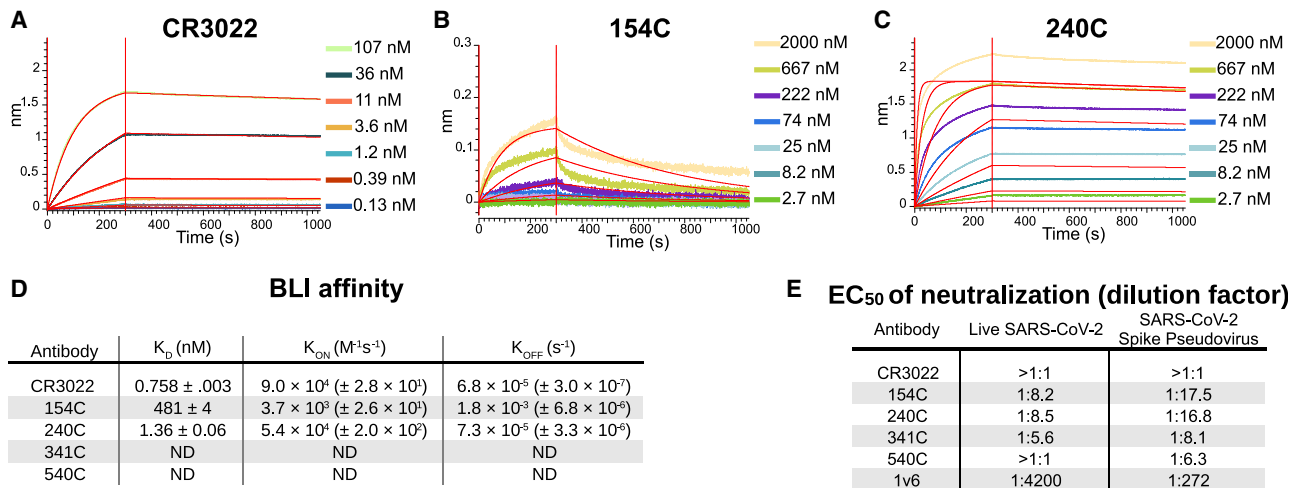 A
CR3022
nm
2
1.5
1
0.5
0
0 200 400 600 800 1000
Time (s)
107 nM
36 nM
11 nM
3.6 nM
1.2 nM
0.39 nM
0.13 nM
B
154C
nm
0.3
0.2
0.1
0
0 200 400 600 800 1000
Time (s)
2000 nM
667 nM
222 nM
74 nM
25 nM
8.2 nM
2.7 nM
C
240C
nm
2
1.5
1
0.5
0
0 200 400 600 800 1000
Time (s)
2000 nM
667 nM
222 nM
74 nM
25 nM
8.2 nM
2.7 nM
D
BLI affinity
Antibody K_D (nM) K_ON (M⁻¹s⁻¹) K_OFF (s⁻¹)
CR3022 0.758 ± .003 9.0 × 10⁴ (± 2.8 × 10¹) 6.8 × 10⁻⁵ (± 3.0 × 10⁻⁷)
154C 481 ± 4 3.7 × 10³ (± 2.6 × 10¹) 1.8 × 10⁻³ (± 6.8 × 10⁻⁶)
240C 1.36 ± 0.06 5.4 × 10⁴ (± 2.0 × 10²) 7.3 × 10⁻⁵ (± 3.3 × 10⁻⁶)
341C ND ND ND
540C ND ND ND
E
EC₅₀ of neutralization (dilution factor)
Antibody Live SARS-CoV-2 SARS-CoV-2
Spike Pseudovirus
CR3022 >1:1 >1:1
154C 1:8.2 1:17.5
240C 1:8.5 1:16.8
341C 1:5.6 1:8.1
540C >1:1 1:6.3
1v6 1:4200 1:272